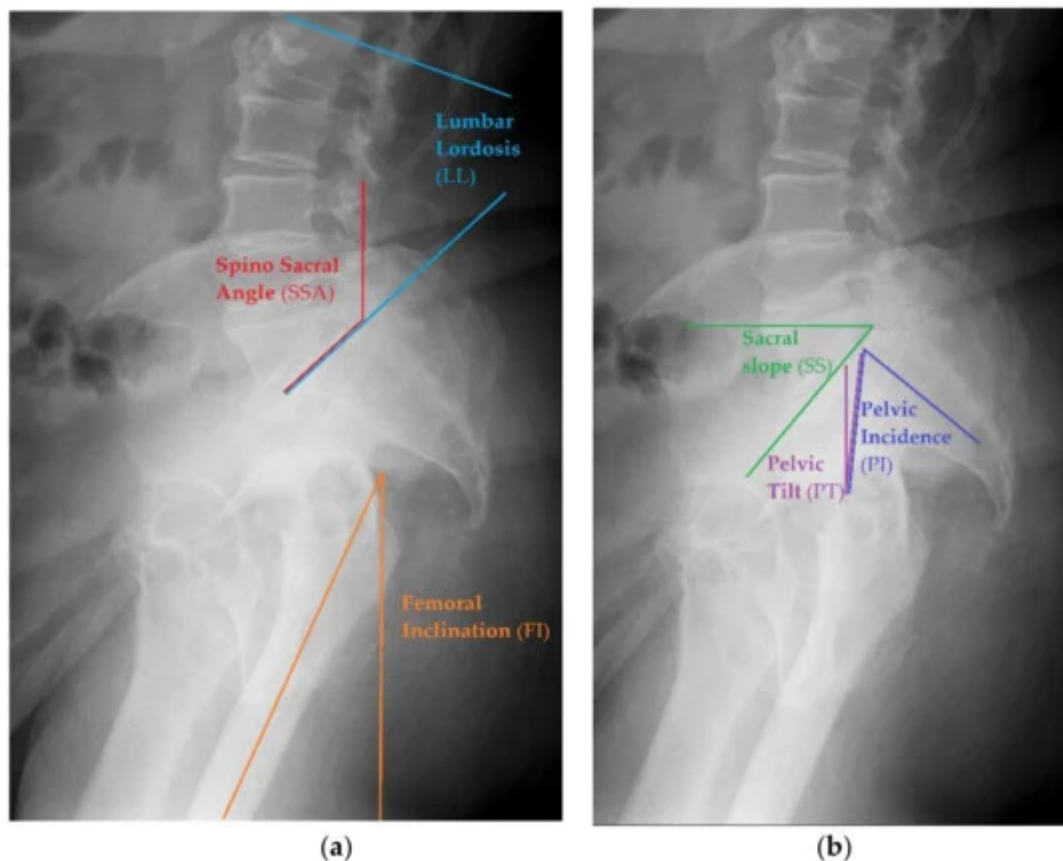 Lumbar
Lordosis
(LL)
Spino Sacral
Angle (SSA)
Femoral
Inclination (FI)
(a)
Sacral
slope (SS)
Pelvic
Incidence
(PI)
Pelvic
Tilt (PT)
(b)